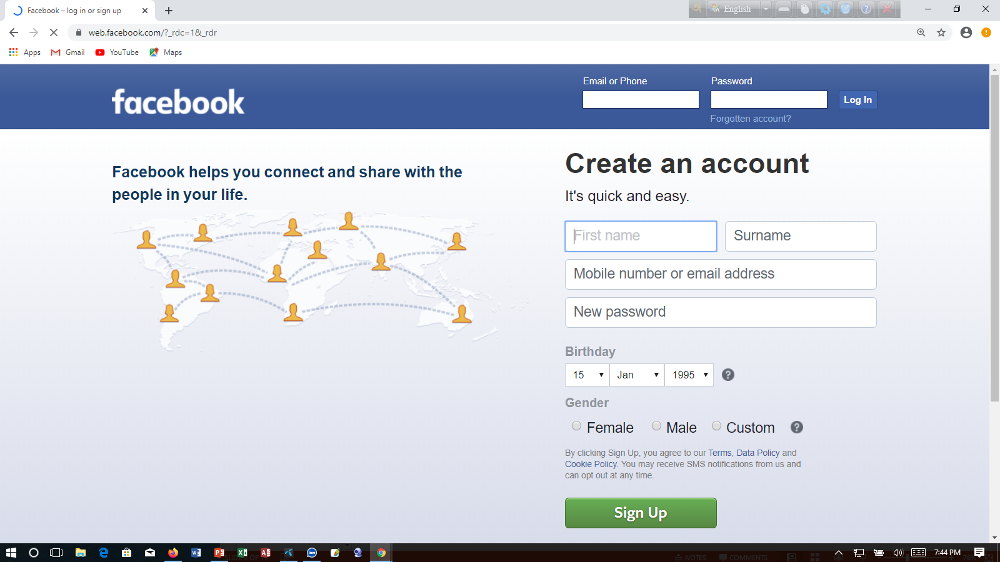 Facebook – log in or sign up
English
web.facebook.com/?_rdc=1&_rdr
Apps
Gmail
YouTube
Maps
facebook
Email or Phone
Password
Log In
Forgotten account?
Facebook helps you connect and share with the
people in your life.
Create an account
It's quick and easy.
First name
Surname
Mobile number or email address
New password
Birthday
15
Jan
1995
Gender
Female
Male
Custom
By clicking Sign Up, you agree to our Terms, Data Policy and
Cookie Policy. You may receive SMS notifications from us and
can opt out at any time.
Sign Up
imo
NOTES
COMMENTS
7:44 PM